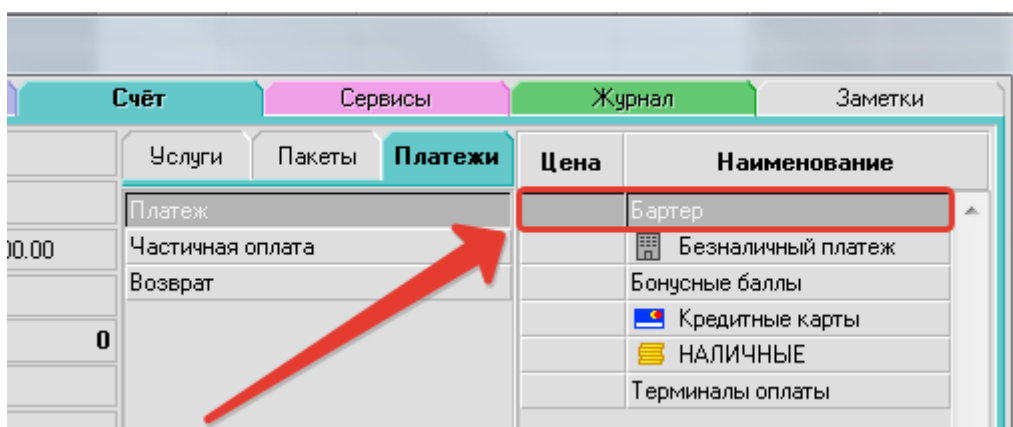 Счёт Сервисы Журнал Заметки
Услуги Пакеты Платежи Цена Наименование
Платеж Бартер
00.00 Частичная оплата Безналичный платеж
Возврат Бонусные баллы
Кредитные карты
0 НАЛИЧНЫЕ
Терминалы оплаты